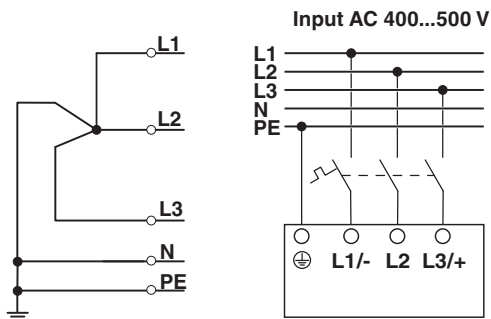 Input AC 400...500 V
L1
L2
L3
N
PE
L1
L2
L3
N
PE
L1/- L2 L3/+